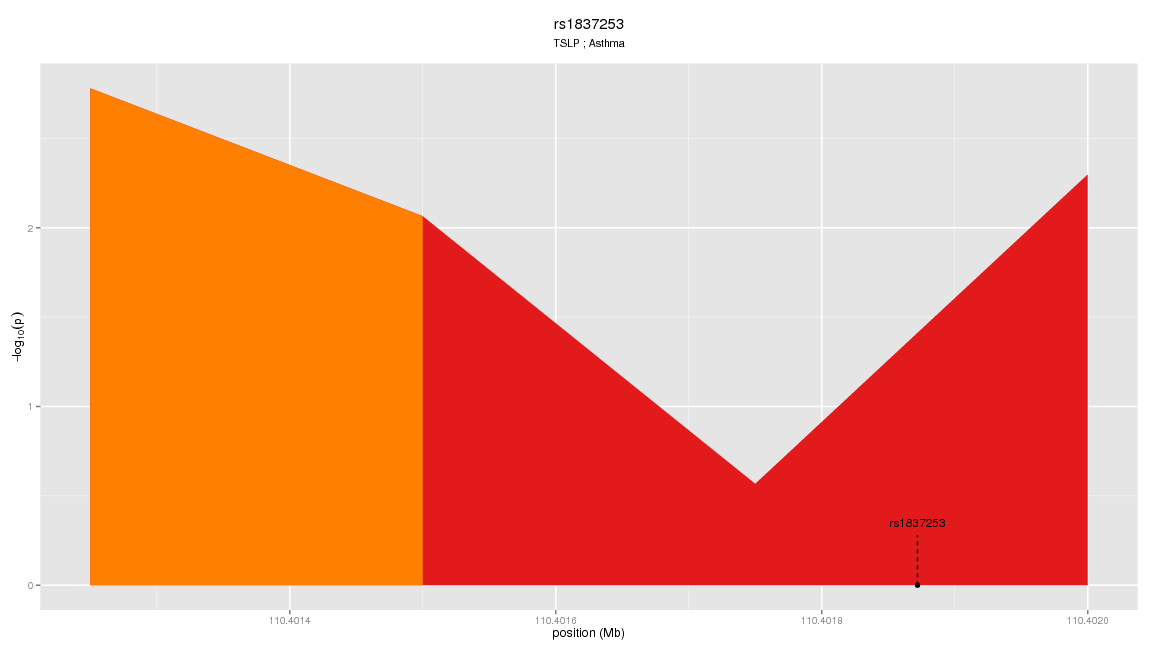 rs1837253
TSLP ; Asthma
−log10(p)
2
1
0
rs1837253
110.4014
110.4016
110.4018
110.4020
position (Mb)